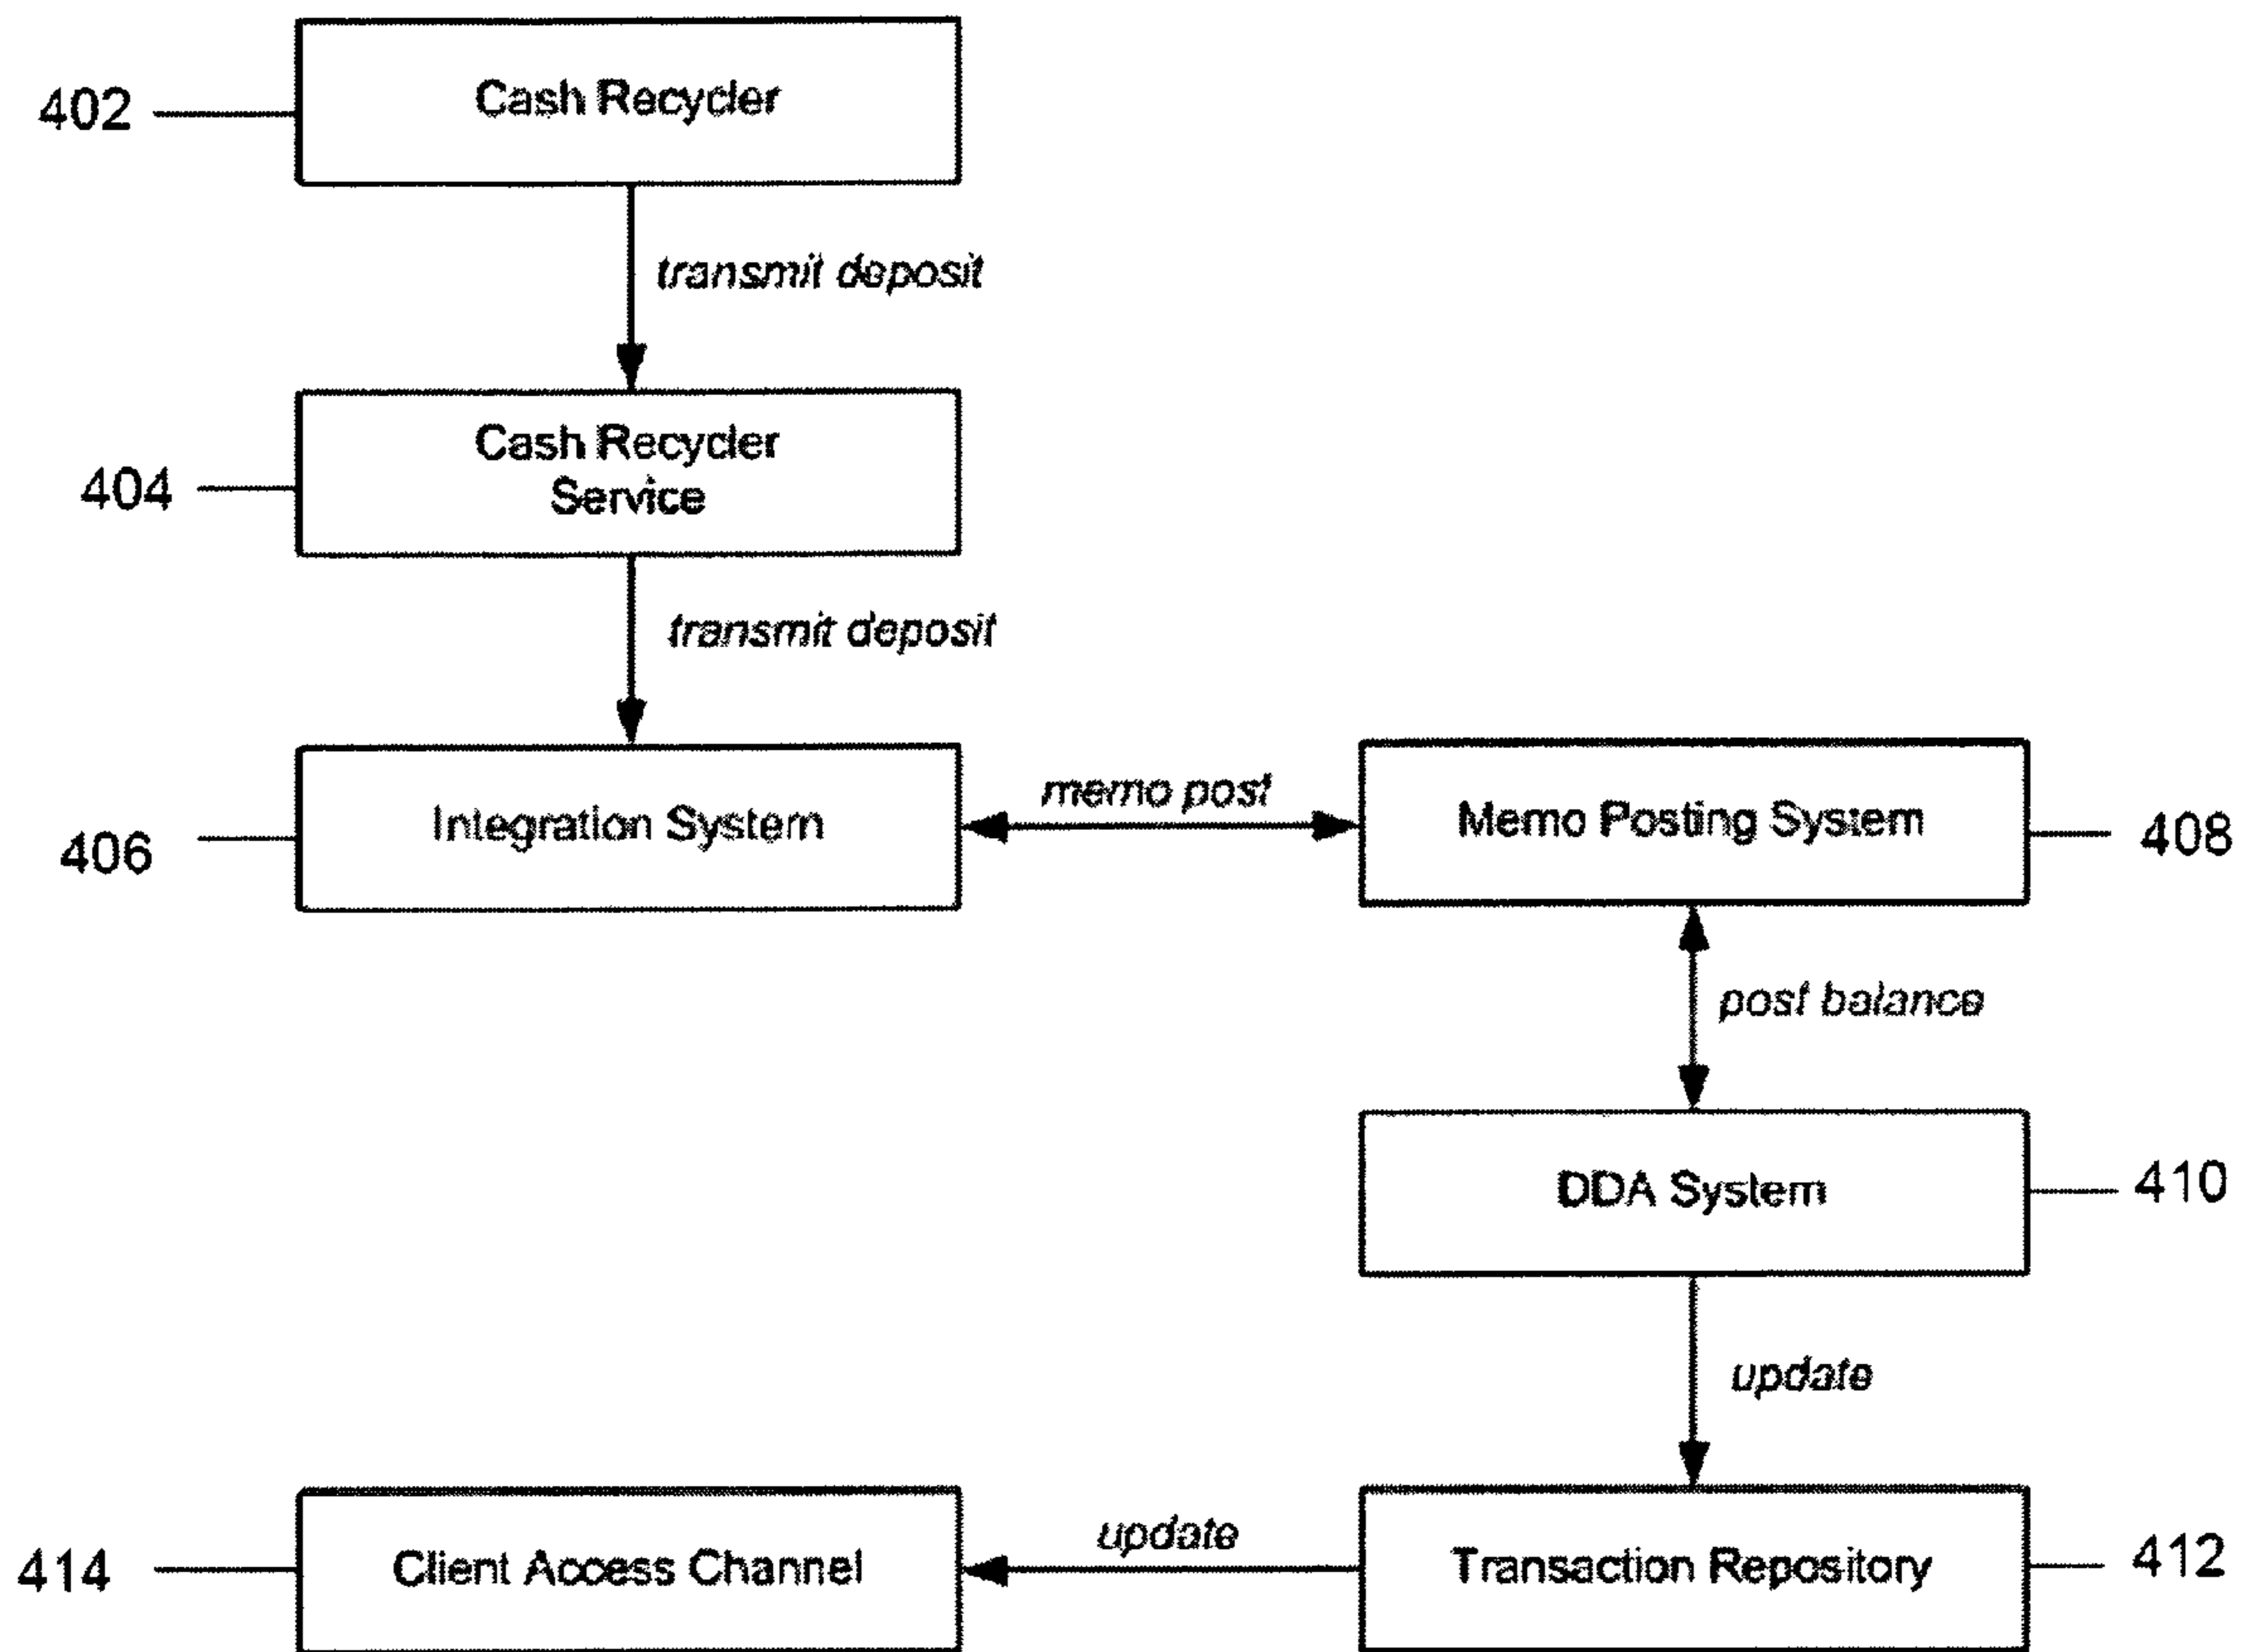 402
Cash Recycler
transmit deposit
404
Cash Recycler
Service
transmit deposit
406
Integration System
memo post
Memo Posting System
408
post balance
DDA System
410
update
414
Client Access Channel
update
Transaction Repository
412